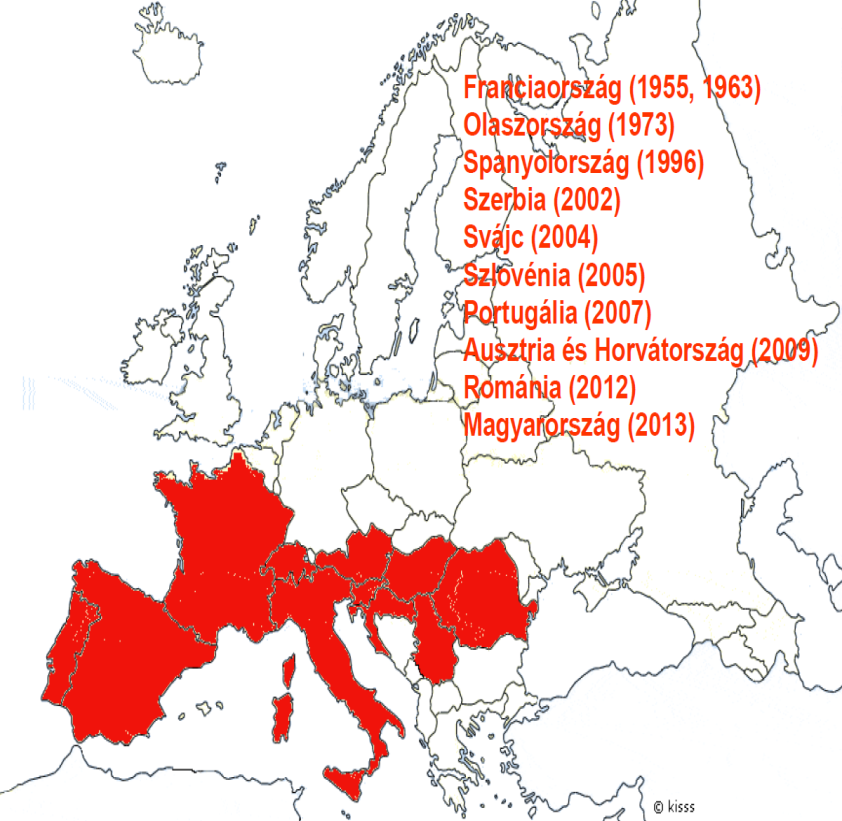 Franciaország (1955, 1963)
Olaszország (1973)
Spanyolország (1996)
Szerbia (2002)
Svájc (2004)
Szlovénia (2005)
Portugália (2007)
Ausztria és Horvátország (2009)
Románia (2012)
Magyarország (2013)
© kisss